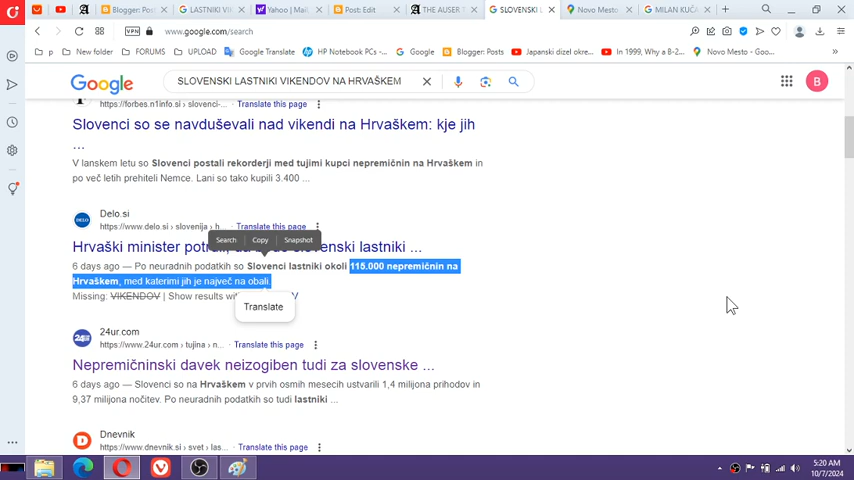 Blogger: Post:
LASTNIKI VIK
Yahoo | Mail
Post: Edit
THE AUSER T
SLOVENSKI L
Novo Mesto -
MILAN KUČA
VPN
www.google.com/search
p
New folder
FORUMS
UPLOAD
Google Translate
HP Notebook PCs -...
Google
Blogger: Posts
Japanski dizel okre...
In 1999, Why a B-2...
Novo Mesto - Goo...
Google
SLOVENSKI LASTNIKI VIKENDOV NA HRVAŠKEM
B
https://forbes.n1info.si › slovenci-... · Translate this page
Slovenci so se navduševali nad vikendi na Hrvaškem: kje jih
...
V lanskem letu so Slovenci postali rekorderji med tujimi kupci nepremičnin na Hrvaškem in
po več letih prehiteli Nemce. Lani so tako kupili 3.400 ...
DELO
Delo.si
https://www.delo.si › slovenija › h... Translate this page
Search
Copy
Snapshot
Hrvaški minister potr slovenski lastniki ...
6 days ago — Po neuradnih podatkih so Slovenci lastniki okoli 115.000 nepremičnin na
Hrvaškem, med katerimi jih je največ na obali.
Missing: VIKENDOV | Show results wit V
Translate
24ur
24ur.com
https://www.24ur.com › tujina › n... · Translate this page
Nepremičninski davek neizogiben tudi za slovenske ...
6 days ago — Slovenci so na Hrvaškem v prvih osmih mesecih ustvarili 1,4 milijona prihodov in
9,37 milijona nočitev. Po neuradnih podatkih so tudi lastniki ...
D
Dnevnik
https://www.dnevnik.si › svet › las... · Translate this page
5:20 AM
10/7/2024